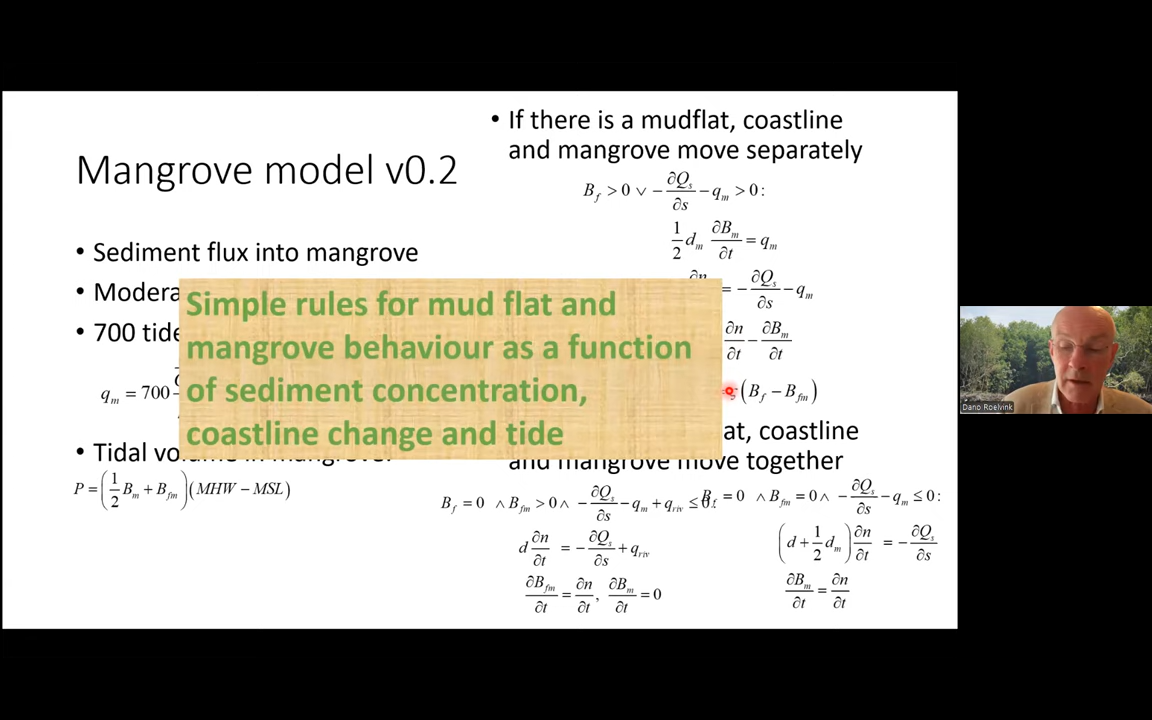 Mangrove model v0.2
• Sediment flux into mangrove
• Modera
• 700 tide
q_m = 700
• Tidal vo
P = (1/2 B_m + B_fm)(MHW − MSL)
Simple rules for mud flat and
mangrove behaviour as a function
of sediment concentration,
coastline change and tide
• If there is a mudflat, coastline
and mangrove move separately
B_f > 0 ∨ −∂Q_s/∂s − q_m > 0:
1/2 d_m ∂B_m/∂t = q_m
= −∂Q_s/∂s − q_m
∂n/∂t − ∂B_m/∂t
(B_f − B_fm)
at, coastline
and mangrove move together
B_f = 0 ∧ B_fm > 0 ∧ −∂Q_s/∂s − q_m + q_riv ≤ 0:
d ∂n/∂t = −∂Q_s/∂s + q_riv
∂B_fm/∂t = ∂n/∂t, ∂B_m/∂t = 0
B_f = 0 ∧ B_fm = 0 ∧ −∂Q_s/∂s − q_m ≤ 0:
(d + 1/2 d_m) ∂n/∂t = −∂Q_s/∂s
∂B_m/∂t = ∂n/∂t
Dano Roelvink